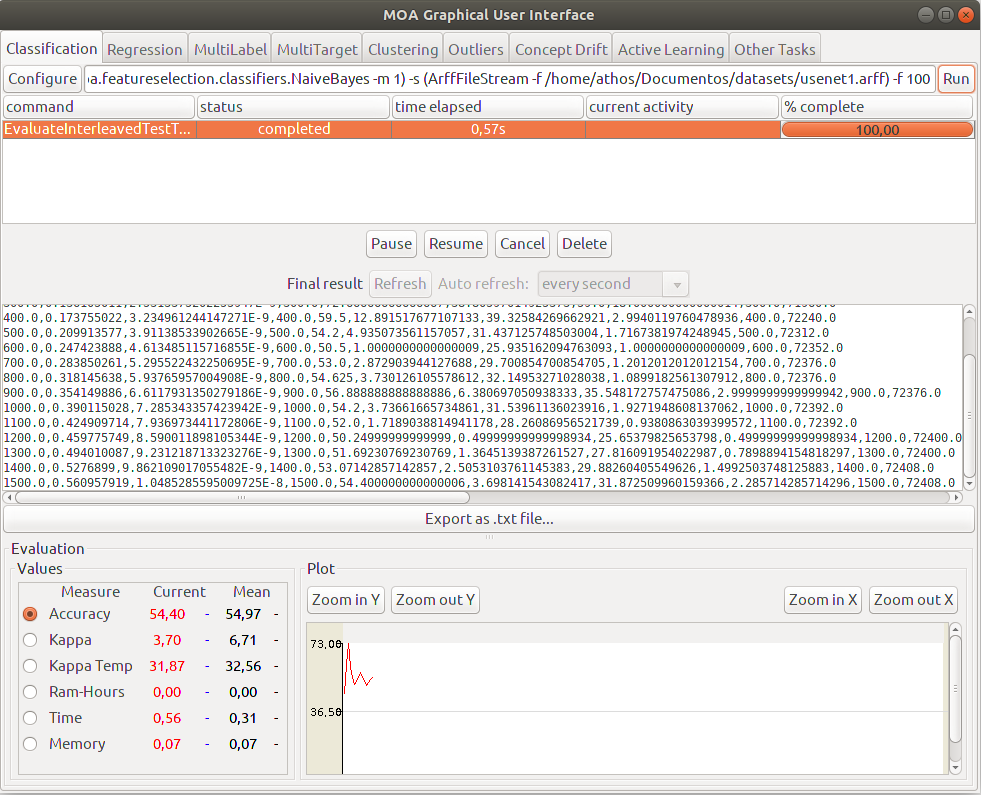 MOA Graphical User Interface
Classification Regression MultiLabel MultiTarget Clustering Outliers Concept Drift Active Learning Other Tasks
Configure a.featureselection.classifiers.NaiveBayes -m 1) -s (ArffFileStream -f /home/athos/Documentos/datasets/usenet1.arff) -f 100 Run
command status time elapsed current activity % complete
EvaluateInterleavedTestT... completed 0,57s 100,00
Pause Resume Cancel Delete
Final result Refresh Auto refresh: every second
400.0,0.173755022,3.234961244147271E-9,400.0,59.5,12.891517677107133,39.32584269662921,2.9940119760478936,400.0,72240.0
500.0,0.209913577,3.91138533902665E-9,500.0,54.2,4.935073561157057,31.437125748503004,1.7167381974248945,500.0,72312.0
600.0,0.247423888,4.613485115716855E-9,600.0,50.5,1.0000000000000009,25.935162094763093,1.0000000000000009,600.0,72352.0
700.0,0.283850261,5.295522432250695E-9,700.0,53.0,2.872903944127688,29.700854700854705,1.2012012012012154,700.0,72376.0
800.0,0.318145638,5.93765957004908E-9,800.0,54.625,3.730126105578612,32.14953271028038,1.0899182561307912,800.0,72376.0
900.0,0.354149886,6.6117931350279186E-9,900.0,56.888888888888886,6.380697050938333,35.548172757475086,2.9999999999999942,900.0,72376.0
1000.0,0.390115028,7.285343357423942E-9,1000.0,54.2,3.73661665734861,31.53961136023916,1.9271948608137062,1000.0,72392.0
1100.0,0.424909714,7.936973441172806E-9,1100.0,52.0,1.7189038814941178,28.26086956521739,0.9380863039399572,1100.0,72392.0
1200.0,0.459775749,8.590011898105344E-9,1200.0,50.24999999999999,0.49999999999998934,25.65379825653798,0.49999999999998934,1200.0,72400.0
1300.0,0.494010087,9.231218713323276E-9,1300.0,51.69230769230769,1.3645139387261527,27.816091954022987,0.7898894154818297,1300.0,72400.0
1400.0,0.5276899,9.862109017055482E-9,1400.0,53.07142857142857,2.5053103761145383,29.88260405549626,1.4992503748125883,1400.0,72408.0
1500.0,0.560957919,1.0485285595009725E-8,1500.0,54.400000000000006,3.698141543082417,31.872509960159366,2.285714285714296,1500.0,72408.0
Export as .txt file...
Evaluation
Values
Measure Current Mean
Accuracy 54,40 - 54,97 -
Kappa 3,70 - 6,71 -
Kappa Temp 31,87 - 32,56 -
Ram-Hours 0,00 - 0,00 -
Time 0,56 - 0,31 -
Memory 0,07 - 0,07 -
Plot
Zoom in Y Zoom out Y Zoom in X Zoom out X
73,00
36,50